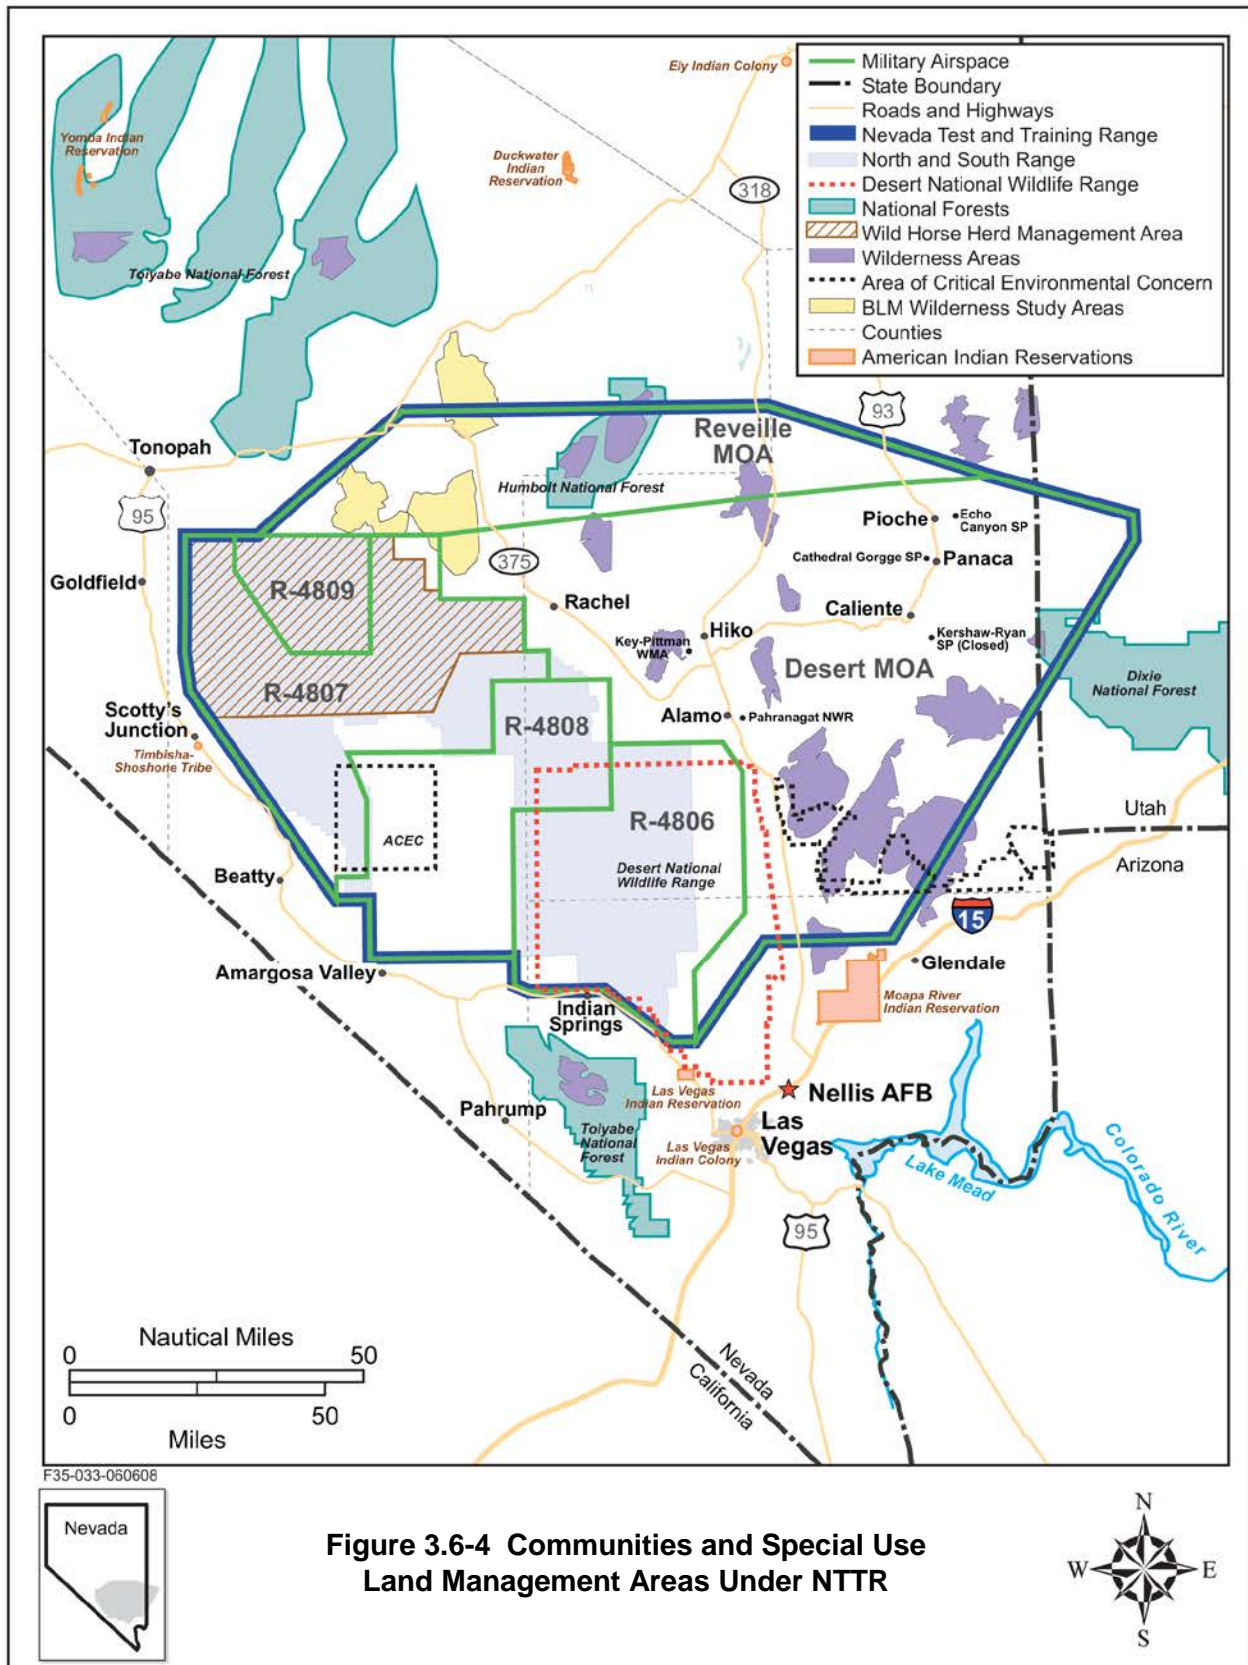 Ely Indian Colony
Military Airspace
State Boundary
Roads and Highways
Nevada Test and Training Range
North and South Range
Desert National Wildlife Range
National Forests
Wild Horse Herd Management Area
Wilderness Areas
Area of Critical Environmental Concern
BLM Wilderness Study Areas
Counties
American Indian Reservations
Yomba Indian
Reservation
Duckwater
Indian
Reservation
318
Toiyabe National Forest
93
Reveille
MOA
Tonopah
Humbolt National Forest
95
Pioche
Echo
Canyon SP
Cathedral Gorgge SP
Panaca
375
Goldfield
R-4809
Rachel
Caliente
Key-Pittman
WMA
Hiko
Kershaw-Ryan
SP (Closed)
Desert MOA
Dixie
National Forest
R-4807
Scotty's
Junction
R-4808
Alamo
Pahranagat NWR
Timbisha-
Shoshone Tribe
Utah
R-4806
ACEC
Arizona
Desert National
Wildlife Range
Beatty
15
Glendale
Amargosa Valley
Indian
Springs
Moapa River
Indian Reservation
Las Vegas
Indian Reservation
Nellis AFB
Pahrump
Toiyabe
National
Forest
Las Vegas
Indian Colony
Las
Vegas
Lake Mead
Colorado River
95
Nautical Miles
0 50
0 50
Miles
Nevada
California
F35-033-060608
Nevada
Figure 3.6-4 Communities and Special Use
Land Management Areas Under NTTR
N
W E
S